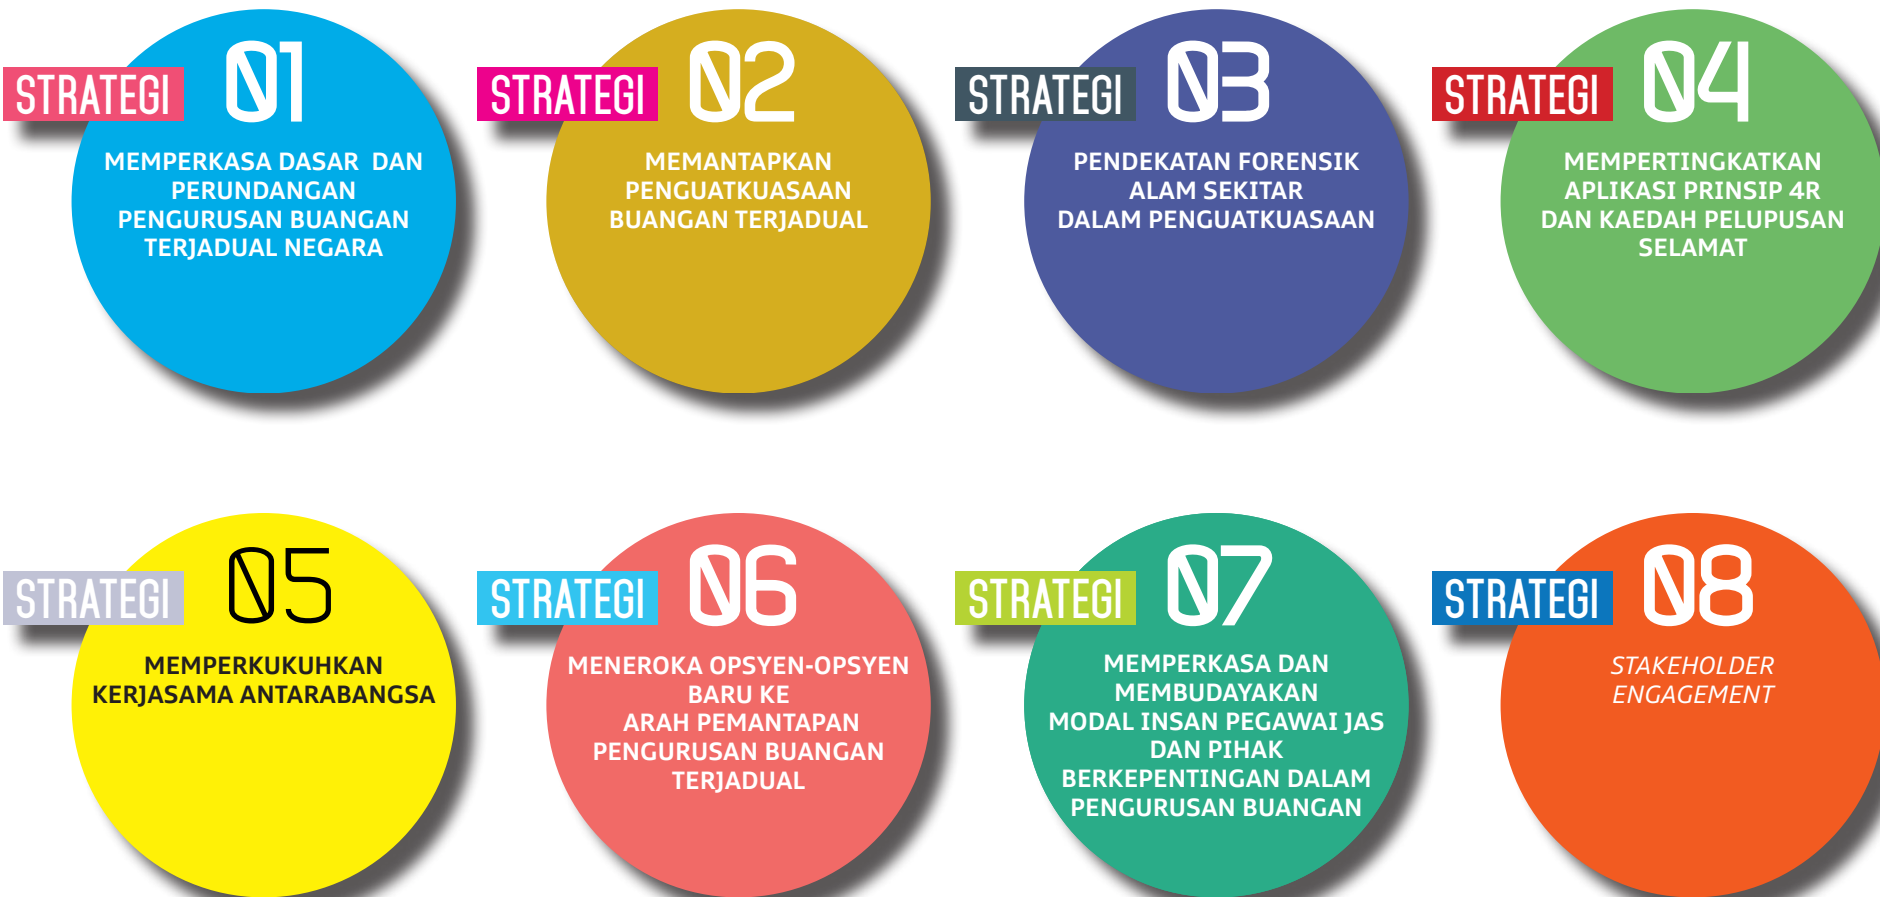 STRATEGI 01
MEMPERKASA DASAR DAN
PERUNDANGAN
PENGURUSAN BUANGAN
TERJADUAL NEGARA
STRATEGI 02
MEMANTAPKAN
PENGUATKUASAAN
BUANGAN TERJADUAL
STRATEGI 03
PENDEKATAN FORENSIK
ALAM SEKITAR
DALAM PENGUATKUASAAN
STRATEGI 04
MEMPERTINGKATKAN
APLIKASI PRINSIP 4R
DAN KAEDAH PELUPUSAN
SELAMAT
STRATEGI 05
MEMPERKUKUHKAN
KERJASAMA ANTARABANGSA
STRATEGI 06
MENEROKA OPSYEN-OPSYEN
BARU KE
ARAH PEMANTAPAN
PENGURUSAN BUANGAN
TERJADUAL
STRATEGI 07
MEMPERKASA DAN
MEMBUDAYAKAN
MODAL INSAN PEGAWAI JAS
DAN PIHAK
BERKEPENTINGAN DALAM
PENGURUSAN BUANGAN
STRATEGI 08
STAKEHOLDER
ENGAGEMENT